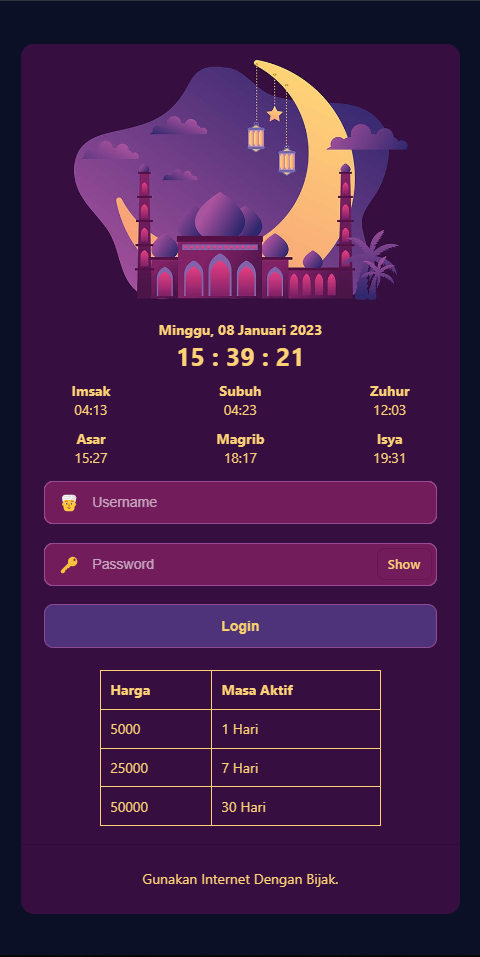 Minggu, 08 Januari 2023
15 : 39 : 21
Imsak Subuh Zuhur
04:13 04:23 12:03
Asar Magrib Isya
15:27 18:17 19:31
Username
Password Show
Login
Harga Masa Aktif
5000 1 Hari
25000 7 Hari
50000 30 Hari
Gunakan Internet Dengan Bijak.